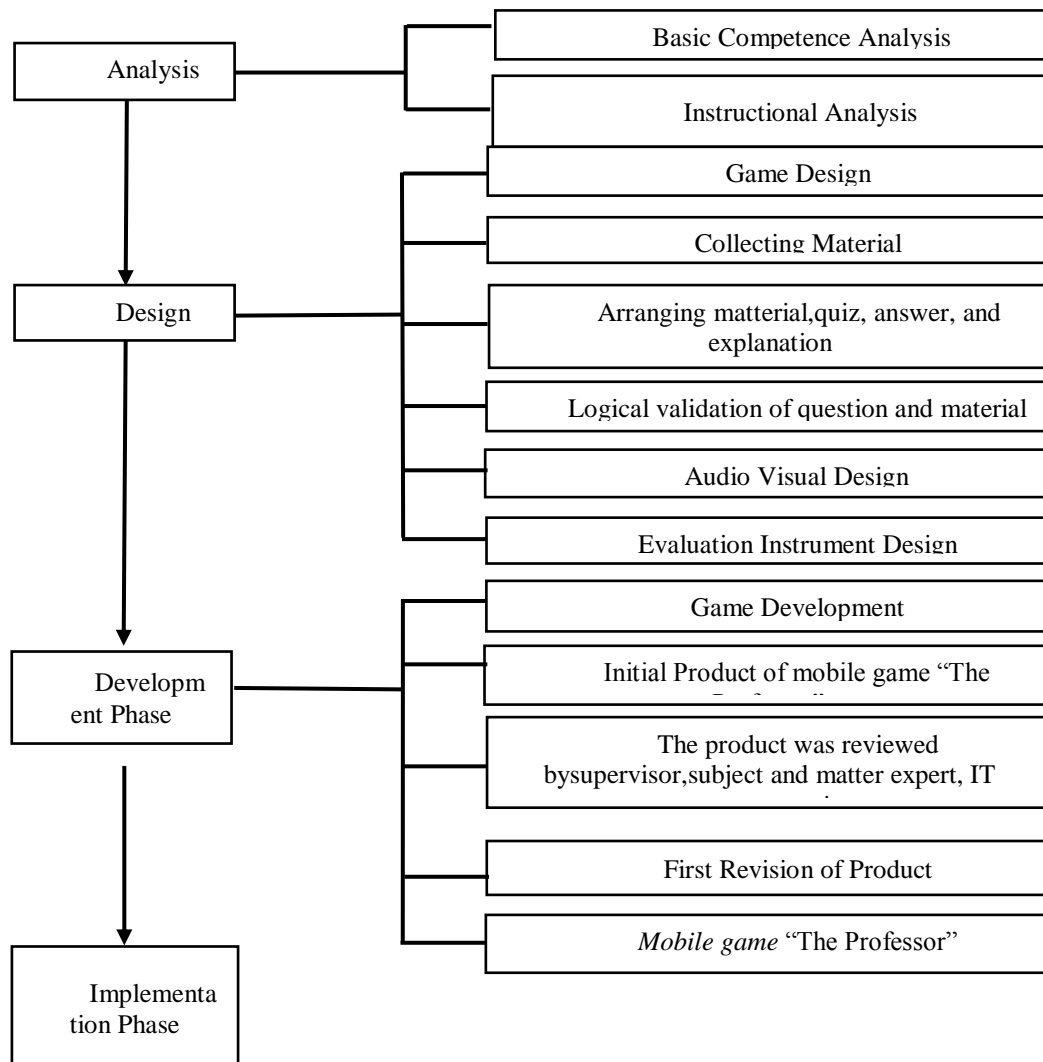 Analysis
Basic Competence Analysis
Instructional Analysis
Design
Game Design
Collecting Material
Arranging matterial,quiz, answer, and
explanation
Logical validation of question and material
Audio Visual Design
Evaluation Instrument Design
Developm
ent Phase
Game Development
Initial Product of mobile game “The
The product was reviewed
bysupervisor,subject and matter expert, IT
First Revision of Product
Mobile game “The Professor”
Implementa
tion Phase